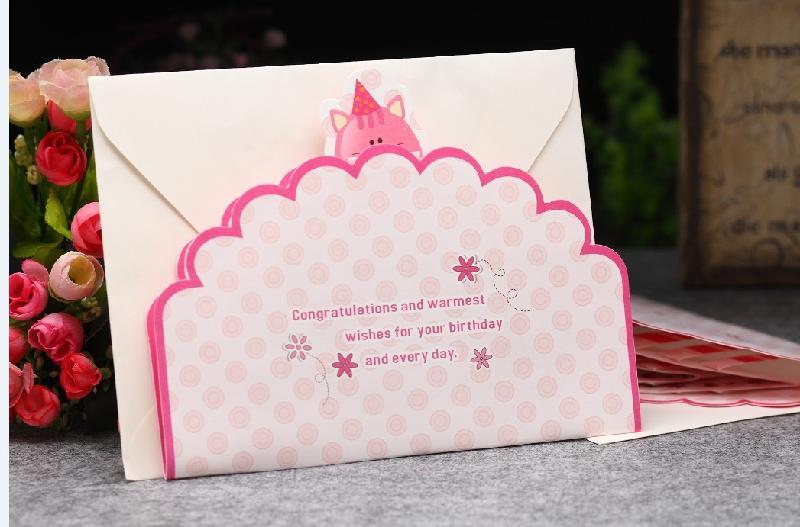 Congratulations and warmest
wishes for your birthday
and every day.